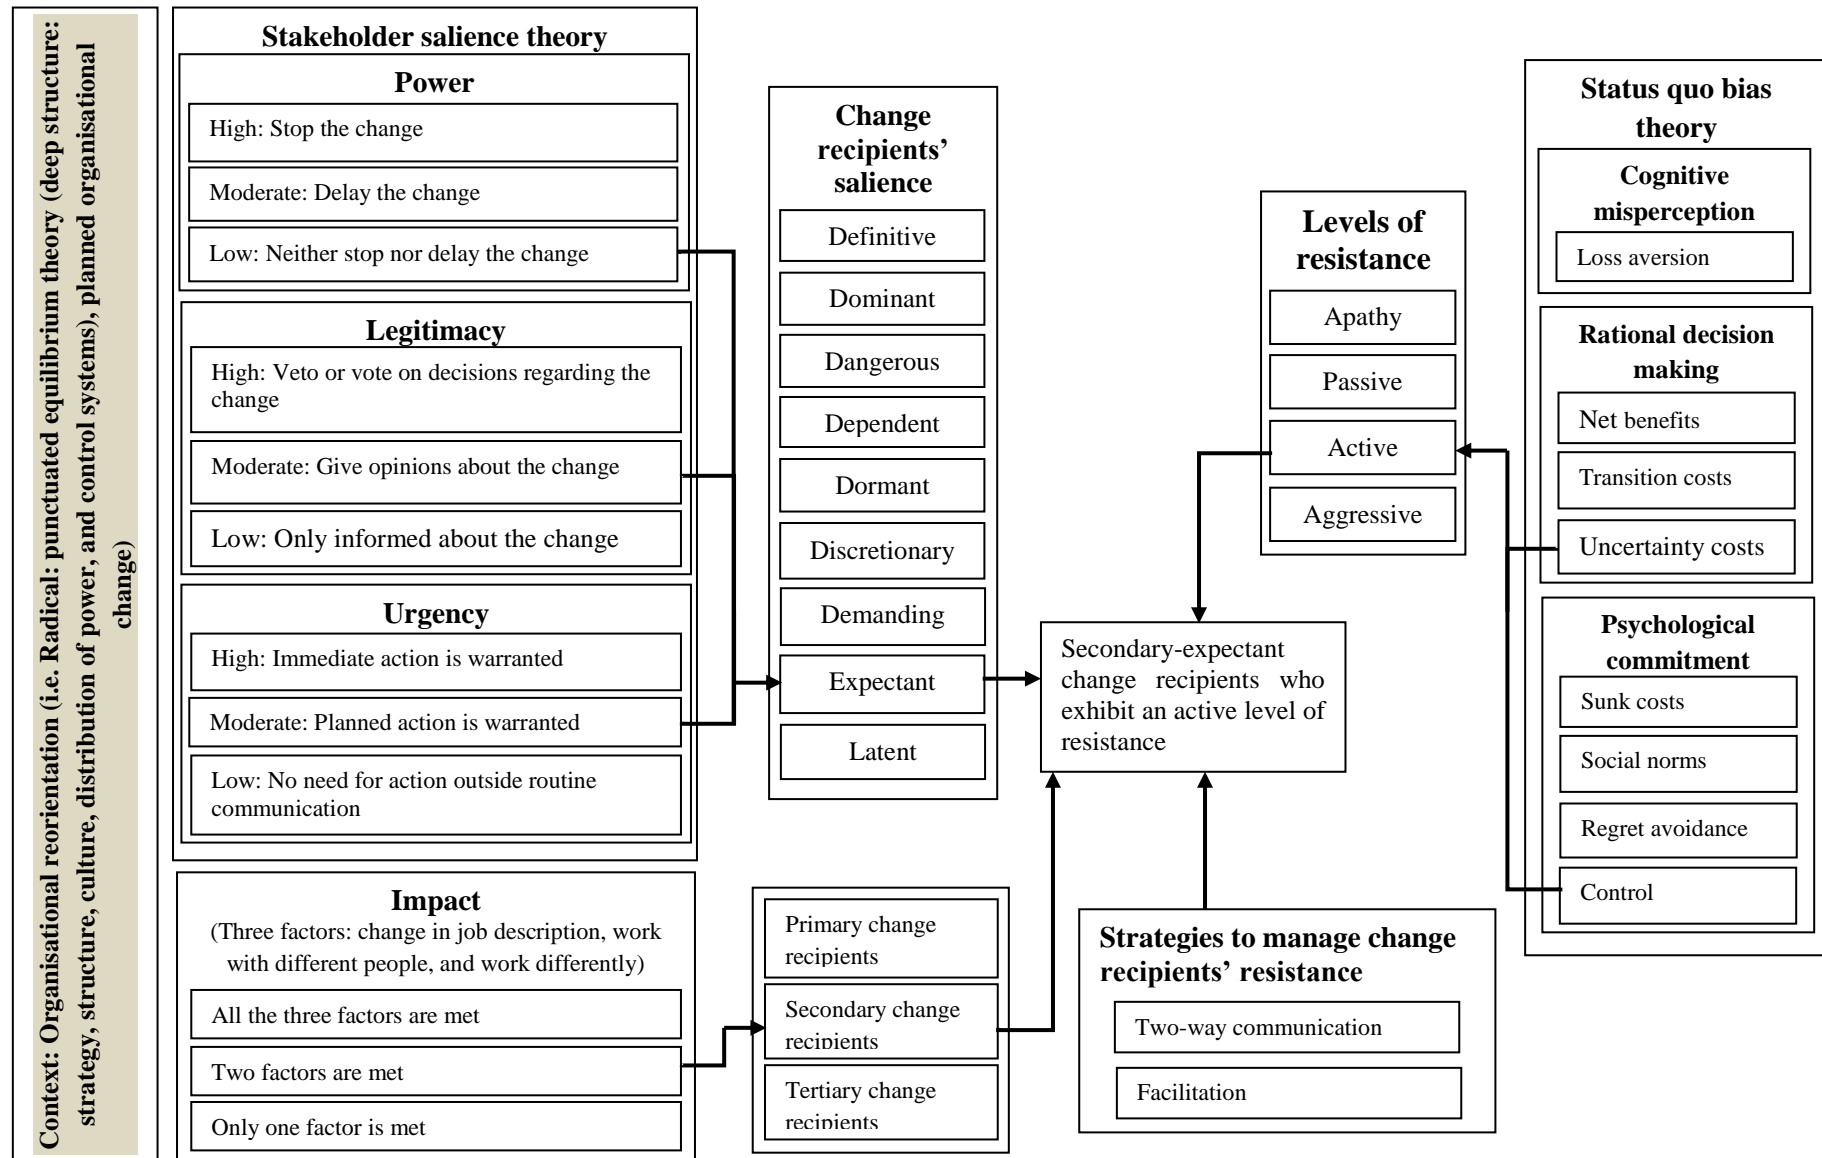 Context: Organisational reorientation (i.e. Radical: punctuated equilibrium theory (deep structure:
strategy, structure, culture, distribution of power, and control systems), planned organisational
change)
Stakeholder salience theory
Power
High: Stop the change
Moderate: Delay the change
Low: Neither stop nor delay the change
Legitimacy
High: Veto or vote on decisions regarding the
change
Moderate: Give opinions about the change
Low: Only informed about the change
Urgency
High: Immediate action is warranted
Moderate: Planned action is warranted
Low: No need for action outside routine
communication
Impact
(Three factors: change in job description, work
with different people, and work differently)
All the three factors are met
Two factors are met
Only one factor is met
Change
recipients’
salience
Definitive
Dominant
Dangerous
Dependent
Dormant
Discretionary
Demanding
Expectant
Latent
Primary change
recipients
Secondary change
recipients
Tertiary change
recipients
Secondary-expectant
change recipients who
exhibit an active level of
resistance
Levels of
resistance
Apathy
Passive
Active
Aggressive
Strategies to manage change
recipients’ resistance
Two-way communication
Facilitation
Status quo bias
theory
Cognitive
misperception
Loss aversion
Rational decision
making
Net benefits
Transition costs
Uncertainty costs
Psychological
commitment
Sunk costs
Social norms
Regret avoidance
Control